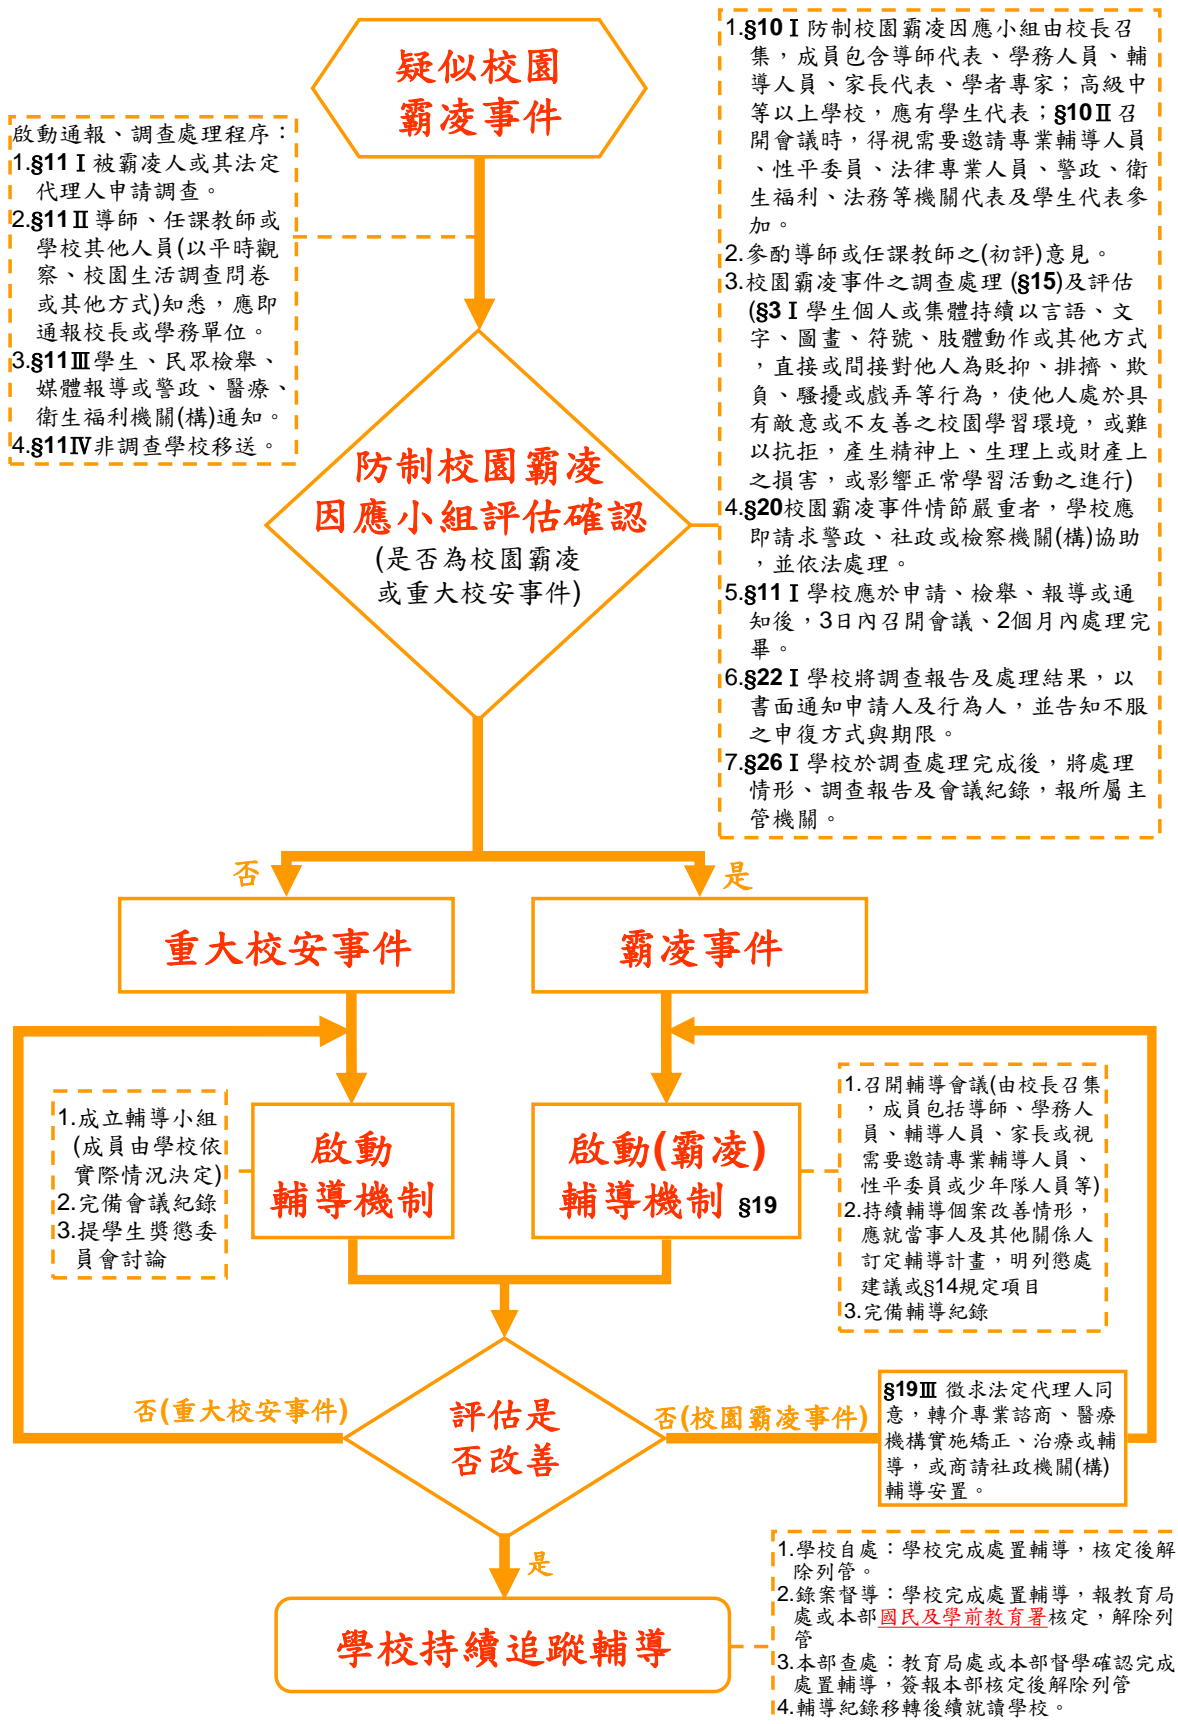 疑似校園
霸凌事件
啟動通報、調查處理程序：
1.§11Ⅰ被霸凌人或其法定
代理人申請調查。
2.§11Ⅱ導師、任課教師或
學校其他人員(以平時觀
察、校園生活調查問卷
或其他方式)知悉，應即
通報校長或學務單位。
3.§11Ⅲ學生、民眾檢舉、
媒體報導或警政、醫療、
衛生福利機關(構)通知。
4.§11Ⅳ非調查學校移送。
1.§10Ⅰ防制校園霸凌因應小組由校長召
集，成員包含導師代表、學務人員、輔
導人員、家長代表、學者專家；高級中
等以上學校，應有學生代表；§10Ⅱ召
開會議時，得視需要邀請專業輔導人員
、性平委員、法律專業人員、警政、衛
生福利、法務等機關代表及學生代表參
加。
2.參酌導師或任課教師之(初評)意見。
3.校園霸凌事件之調查處理 (§15)及評估
(§3Ⅰ學生個人或集體持續以言語、文
字、圖畫、符號、肢體動作或其他方式
，直接或間接對他人為貶抑、排擠、欺
負、騷擾或戲弄等行為，使他人處於具
有敵意或不友善之校園學習環境，或難
以抗拒，產生精神上、生理上或財產上
之損害，或影響正常學習活動之進行)
4.§20校園霸凌事件情節嚴重者，學校應
即請求警政、社政或檢察機關(構)協助
，並依法處理。
5.§11Ⅰ學校應於申請、檢舉、報導或通
知後，3日內召開會議、2個月內處理完
畢。
6.§22Ⅰ學校將調查報告及處理結果，以
書面通知申請人及行為人，並告知不服
之申復方式與期限。
7.§26Ⅰ學校於調查處理完成後，將處理
情形、調查報告及會議紀錄，報所屬主
管機關。
防制校園霸凌
因應小組評估確認
(是否為校園霸凌
或重大校安事件)
否
是
重大校安事件
霸凌事件
1.成立輔導小組
(成員由學校依
實際情況決定)
2.完備會議紀錄
3.提學生獎懲委
員會討論
啟動
輔導機制
啟動(霸凌)
輔導機制 §19
1.召開輔導會議(由校長召集
，成員包括導師、學務人
員、輔導人員、家長或視
需要邀請專業輔導人員、
性平委員或少年隊人員等)
2.持續輔導個案改善情形，
應就當事人及其他關係人
訂定輔導計畫，明列懲處
建議或§14規定項目
3.完備輔導紀錄
否(重大校安事件)
評估是
否改善
否(校園霸凌事件)
§19Ⅲ 徵求法定代理人同
意，轉介專業諮商、醫療
機構實施矯正、治療或輔
導，或商請社政機關(構)
輔導安置。
是
學校持續追蹤輔導
1.學校自處：學校完成處置輔導，核定後解
除列管。
2.錄案督導：學校完成處置輔導，報教育局
處或本部國民及學前教育署核定，解除列
管
3.本部查處：教育局處或本部督學確認完成
處置輔導，簽報本部核定後解除列管
4.輔導紀錄移轉後續就讀學校。